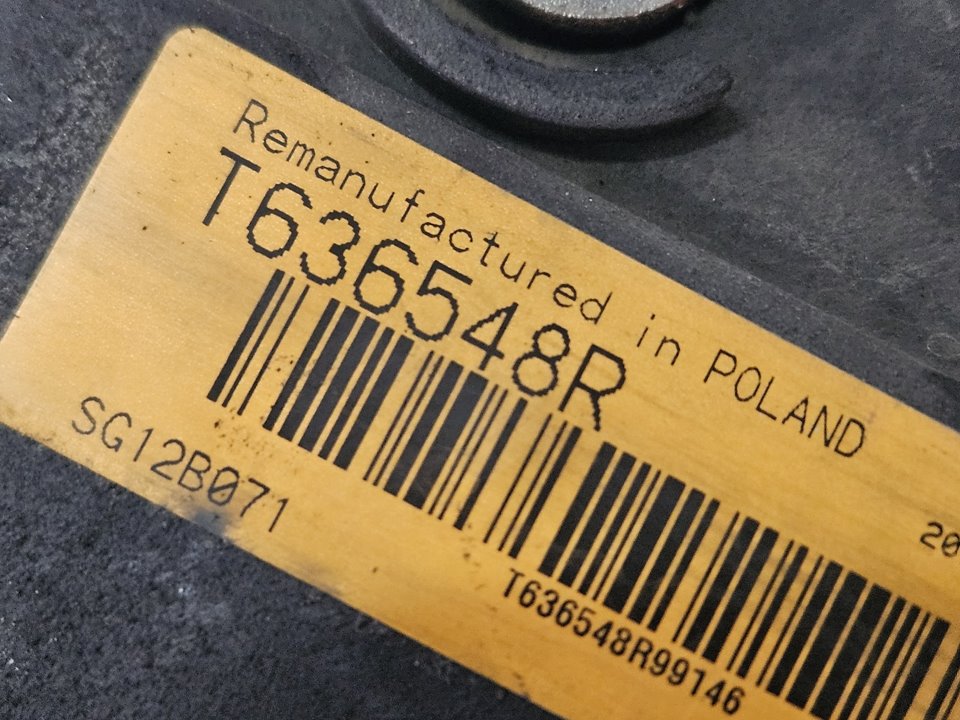 Remanufactured in POLAND
T636548R
SG12B071
20
T636548R99146